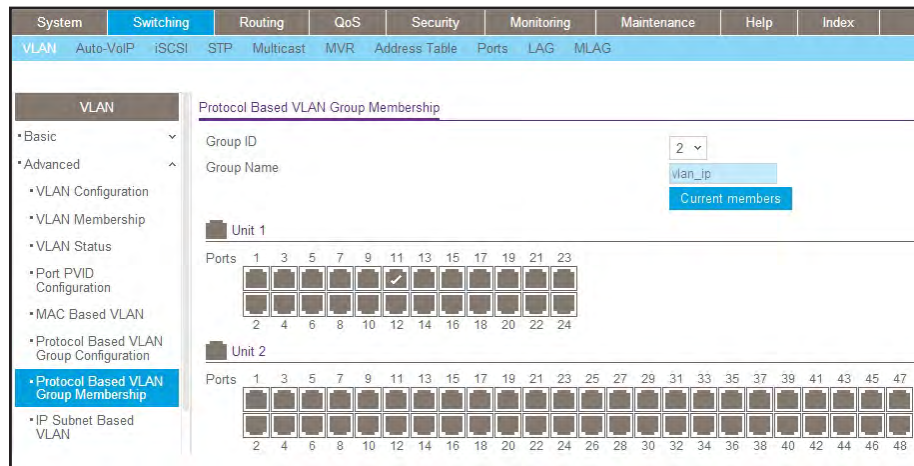 System Switching Routing QoS Security Monitoring Maintenance Help Index
VLAN Auto-VoIP iSCSI STP Multicast MVR Address Table Ports LAG MLAG
VLAN
Basic
Advanced
VLAN Configuration
VLAN Membership
VLAN Status
Port PVID
Configuration
MAC Based VLAN
Protocol Based VLAN
Group Configuration
Protocol Based VLAN
Group Membership
IP Subnet Based
VLAN
Protocol Based VLAN Group Membership
Group ID 2
Group Name vlan_ip
Current members
Unit 1
Ports 1 3 5 7 9 11 13 15 17 19 21 23
2 4 6 8 10 12 14 16 18 20 22 24
Unit 2
Ports 1 3 5 7 9 11 13 15 17 19 21 23 25 27 29 31 33 35 37 39 41 43 45 47
2 4 6 8 10 12 14 16 18 20 22 24 26 28 30 32 34 36 38 40 42 44 46 48